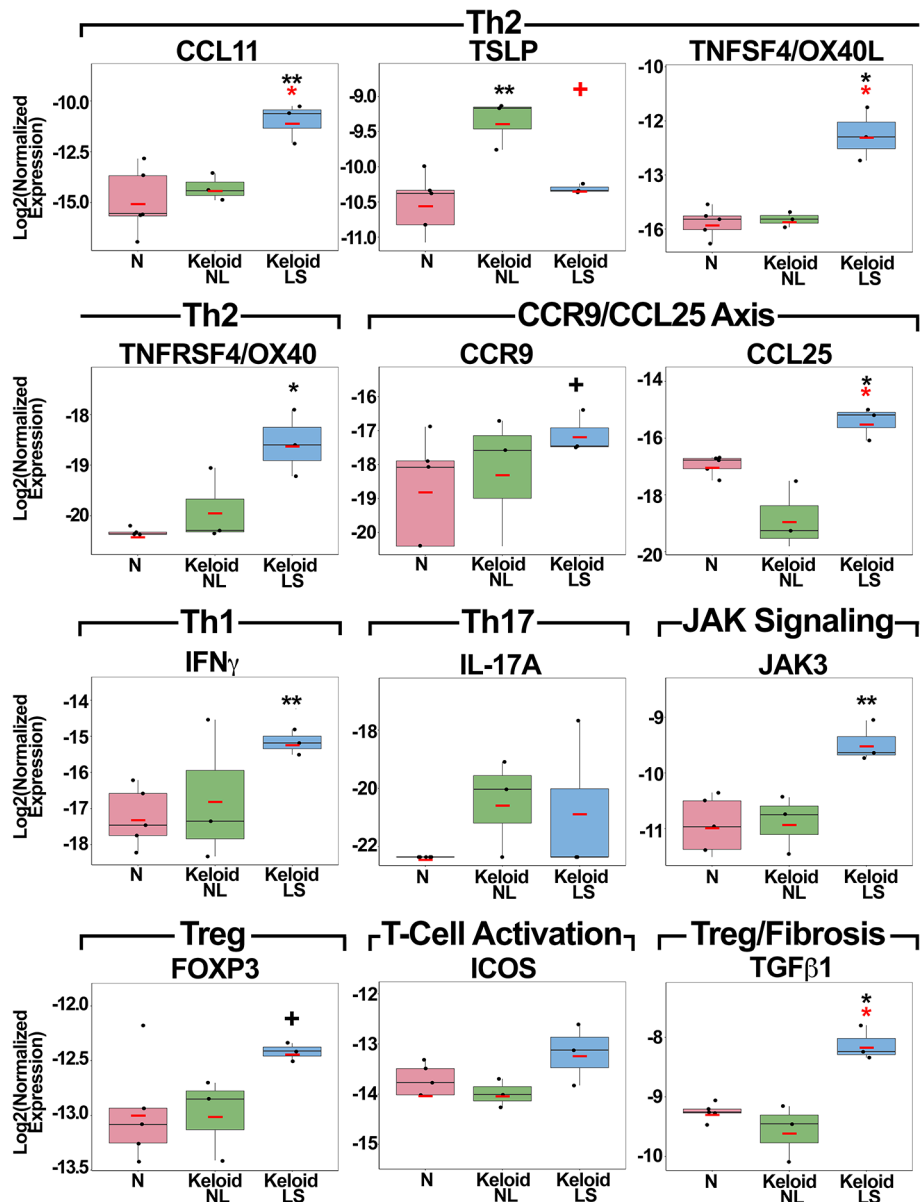 Th2
CCL11
TSLP
TNFSF4/OX40L
Log2(Normalized
Expression)
-10.0
-12.5
-15.0
**
*
N
Keloid
NL
Keloid
LS
-9.0
-9.5
-10.0
-10.5
-11.0
**
+
N
Keloid
NL
Keloid
LS
-10
-12
-13
-16
*
*
N
Keloid
NL
Keloid
LS
Th2
CCR9/CCL25 Axis
TNFRSF4/OX40
CCR9
CCL25
Log2(Normalized
Expression)
-18
-19
-20
*
N
Keloid
NL
Keloid
LS
-16
-17
-18
-19
-20
+
N
Keloid
NL
Keloid
LS
-14
-16
-18
-20
*
*
N
Keloid
NL
Keloid
LS
Th1
Th17
JAK Signaling
IFNγ
IL-17A
JAK3
Log2(Normalized
Expression)
-14
-15
-16
-17
-18
**
N
Keloid
NL
Keloid
LS
-18
-20
-22
N
Keloid
NL
Keloid
LS
-9
-10
-11
**
N
Keloid
NL
Keloid
LS
Treg
T-Cell Activation
Treg/Fibrosis
FOXP3
ICOS
TGFβ1
Log2(Normalized
Expression)
-12.0
-12.5
-13.0
-13.5
+
N
Keloid
NL
Keloid
LS
-12
-13
-14
-15
N
Keloid
NL
Keloid
LS
-8
-9
-10
*
*
N
Keloid
NL
Keloid
LS